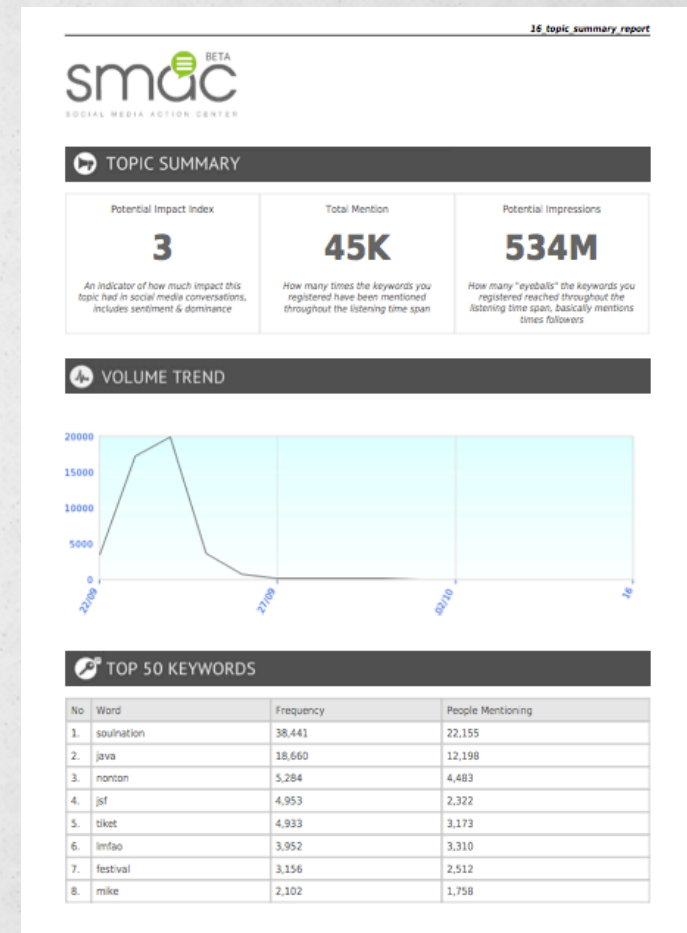 16_topic_summary_report
BETA
smac
SOCIAL MEDIA ACTION CENTER
TOPIC SUMMARY
Potential Impact Index
3
An indicator of how much impact this
topic had in social media conversations,
includes sentiment & dominance
Total Mention
45K
How many times the keywords you
registered have been mentioned
throughout the listening time span
Potential Impressions
534M
How many "eyeballs" the keywords you
registered reached throughout the
listening time span, basically mentions
times followers
VOLUME TREND
20000
15000
10000
5000
0
22/09
27/09
02/10
16
TOP 50 KEYWORDS
No Word Frequency People Mentioning
1. soulnation 38,441 22,155
2. java 18,660 12,198
3. nonton 5,284 4,483
4. jsf 4,953 2,322
5. tiket 4,933 3,173
6. lmfao 3,952 3,310
7. festival 3,156 2,512
8. mike 2,102 1,758